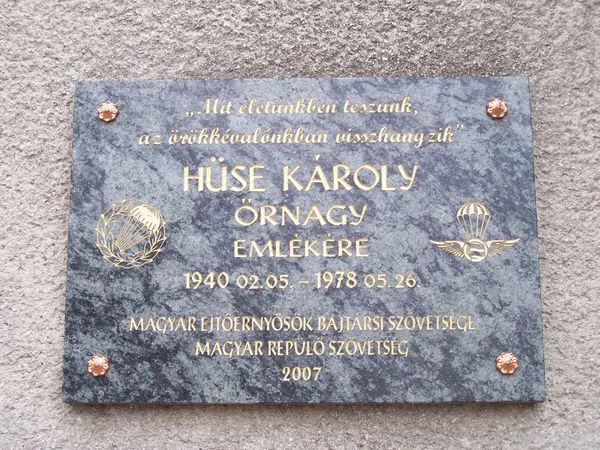 „Mit életünkben teszünk,
az örökkévalónkban visszhangzik”
HÜSE KÁROLY
ŐRNAGY
EMLÉKÉRE
1940 02.05. – 1978 05.26.
MAGYAR EJTŐERNYŐSÖK BAJTÁRSI SZÖVETSÉGE
MAGYAR REPÜLŐ SZÖVETSÉG
2007